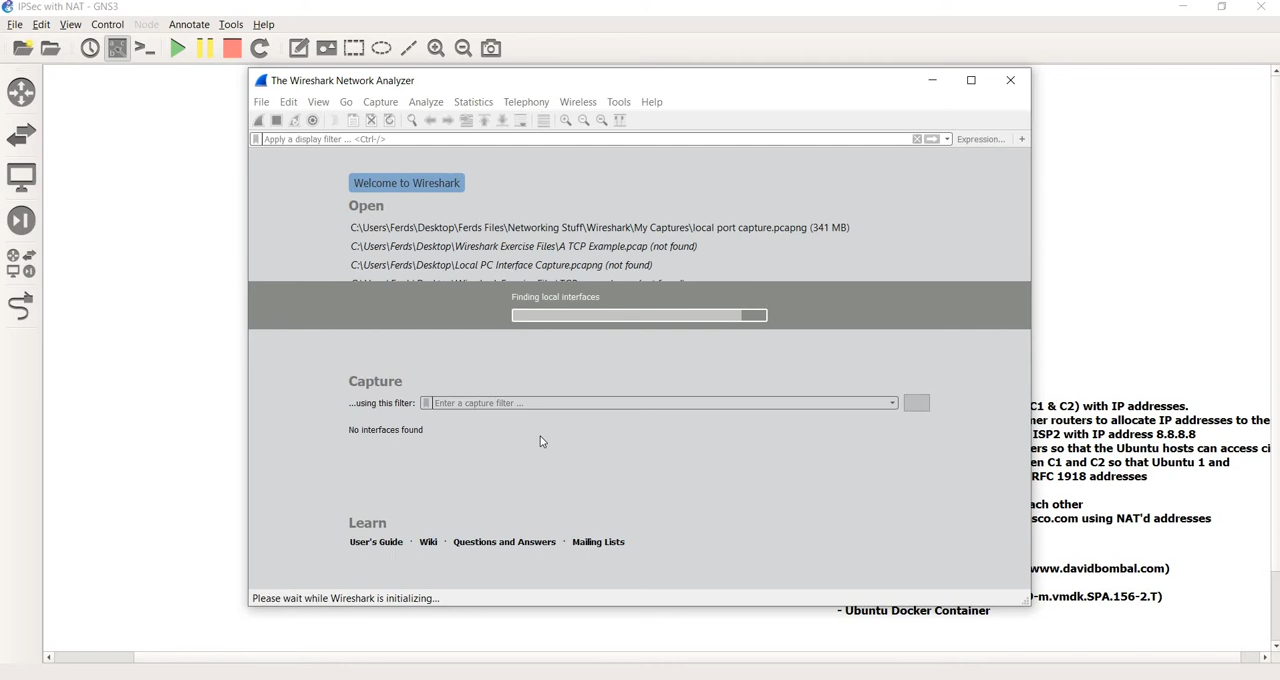 IPSec with NAT - GNS3
File Edit View Control Node Annotate Tools Help
The Wireshark Network Analyzer
File Edit View Go Capture Analyze Statistics Telephony Wireless Tools Help
Apply a display filter ... <Ctrl-/> Expression... +
Welcome to Wireshark
Open
C:\Users\Ferds\Desktop\Ferds Files\Networking Stuff\Wireshark\My Captures\local port capture.pcapng (341 MB)
C:\Users\Ferds\Desktop\Wireshark Exercise Files\A TCP Example.pcap (not found)
C:\Users\Ferds\Desktop\Local PC Interface Capture.pcapng (not found)
Finding local interfaces
Capture
...using this filter: Enter a capture filter ...
No interfaces found
C1 & C2) with IP addresses.
ner routers to allocate IP addresses to the
ISP2 with IP address 8.8.8.8
ers so that the Ubuntu hosts can access ci
en C1 and C2 so that Ubuntu 1 and
RFC 1918 addresses
ach other
sco.com using NAT'd addresses
Learn
User's Guide · Wiki · Questions and Answers · Mailing Lists
www.davidbombal.com)
-m.vmdk.SPA.156-2.T)
Please wait while Wireshark is initializing...
- Ubuntu Docker Container